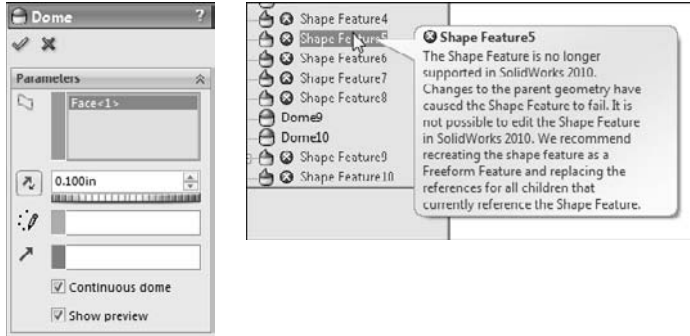 Dome
?
Parameters
Face<1>
0.100in
Continuous dome
Show preview
Shape Feature4
Shape Feature5
Shape Feature6
Shape Feature7
Shape Feature8
Dome9
Dome10
Shape Feature9
Shape Feature10
Shape Feature5
The Shape Feature is no longer
supported in SolidWorks 2010.
Changes to the parent geometry have
caused the Shape Feature to fail. It is
not possible to edit the Shape Feature
in SolidWorks 2010. We recommend
recreating the shape feature as a
Freeform Feature and replacing the
references for all children that
currently reference the Shape Feature.